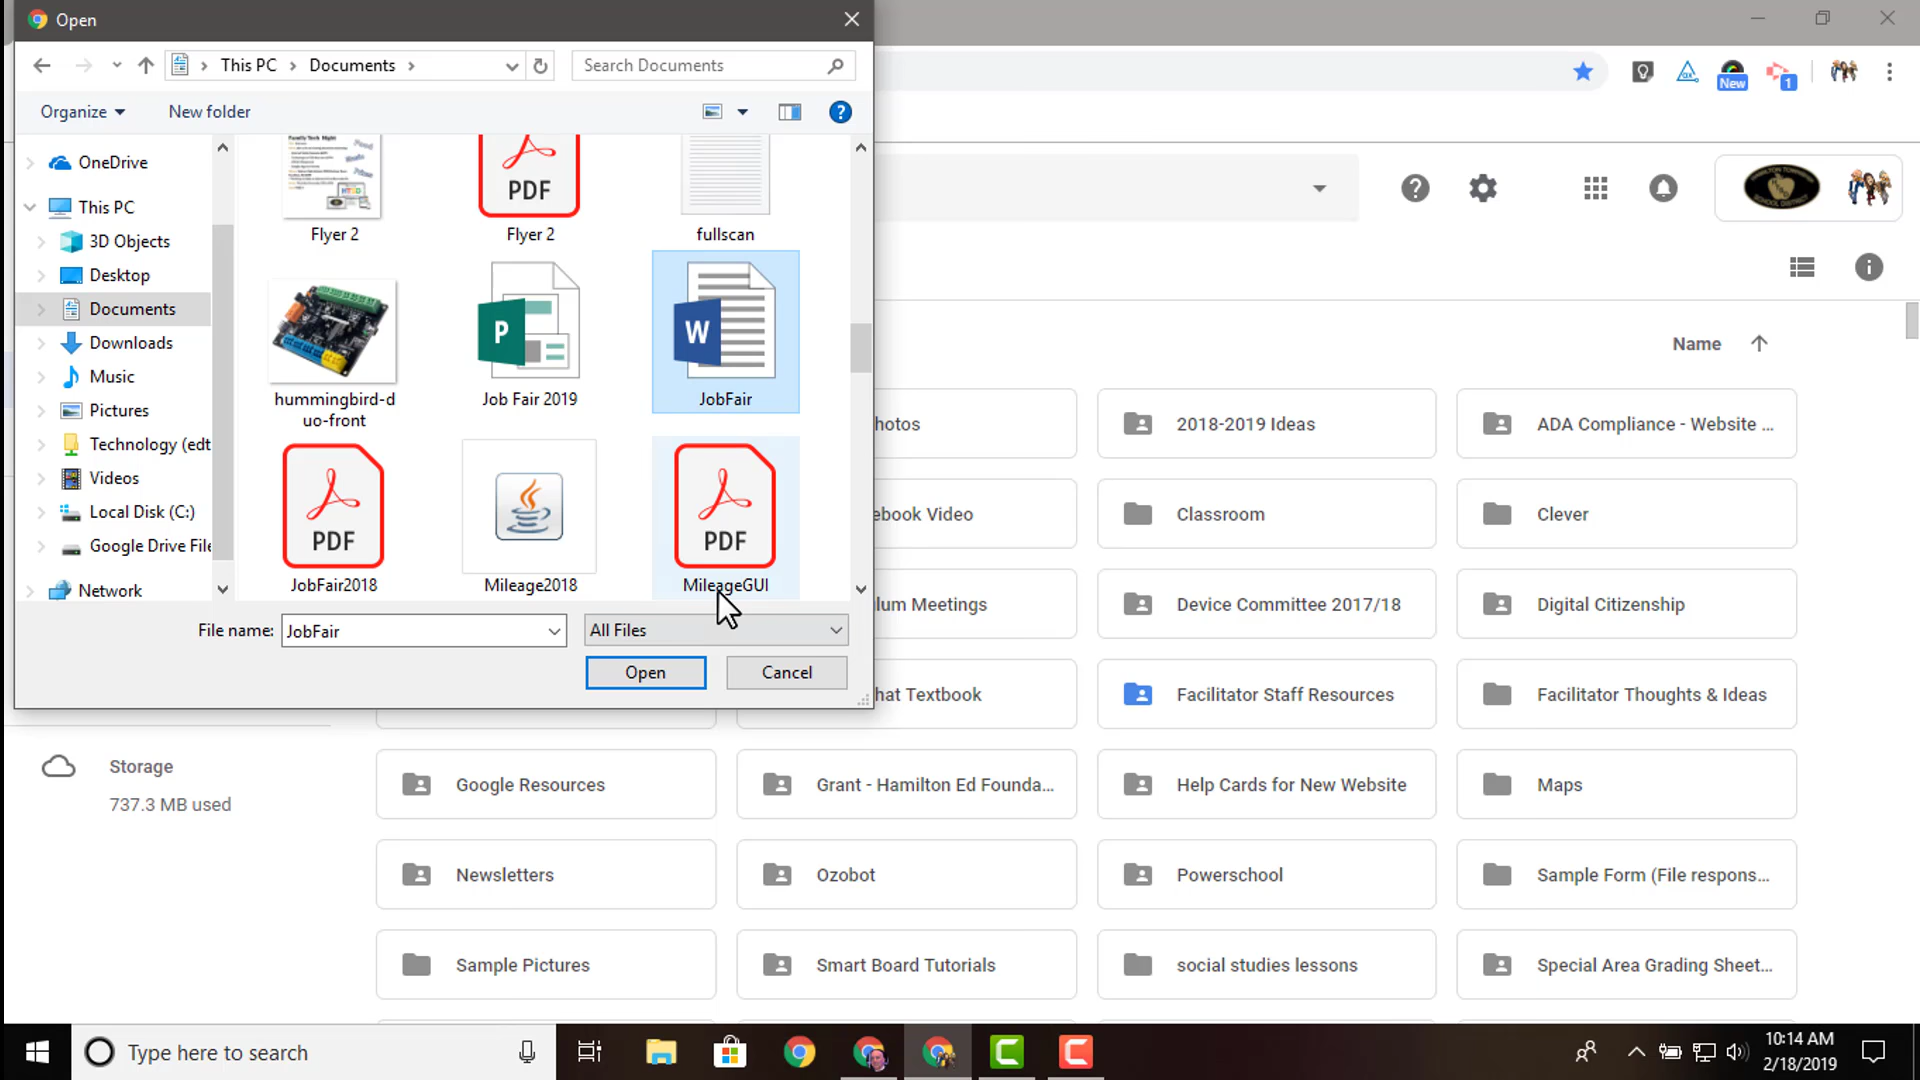 Open
This PC
Documents
Search Documents
Organize
New folder
New
1
OneDrive
This PC
3D Objects
Desktop
Documents
Downloads
Music
Pictures
Technology (edt
Videos
Local Disk (C:)
Google Drive File
Network
Family Tech Night
PDF
Flyer 2
Flyer 2
fullscan
P
W
hummingbird-d
uo-front
Job Fair 2019
JobFair
PDF
PDF
JobFair2018
Mileage2018
MileageGUI
File name:
JobFair
All Files
Open
Cancel
Name
hotos
2018-2019 Ideas
ADA Compliance - Website ...
ebook Video
Classroom
Clever
lum Meetings
Device Committee 2017/18
Digital Citizenship
hat Textbook
Facilitator Staff Resources
Facilitator Thoughts & Ideas
Storage
737.3 MB used
Google Resources
Grant - Hamilton Ed Founda...
Help Cards for New Website
Maps
Newsletters
Ozobot
Powerschool
Sample Form (File respons...
Sample Pictures
Smart Board Tutorials
social studies lessons
Special Area Grading Sheet...
Type here to search
10:14 AM
2/18/2019